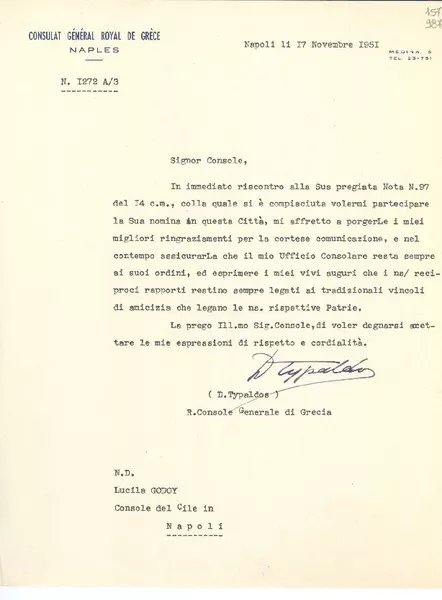 157
987
CONSULAT GÉNÉRAL ROYAL DE GRÈCE
NAPLES
Napoli li I7 Novembre I95I
MEDINA, 5
TEL. 23-751
N. I272 A/3
Signor Console,
In immediato riscontro alla Sua pregiata Nota N.97
del I4 c.m., colla quale si è compiaciuta volermi partecipare
la Sua nomina in questa Città, mi affretto a porgerLe i miei
migliori ringraziamenti per la cortese comunicazione, e nel
contempo assicurarLa che il mio Ufficio Consolare resta sempre
ai suoi ordini, ed esprimere i miei vivi auguri che i ns/ reci-
proci rapporti restino sempre legati ai tradizionali vincoli
di amicizia che legano le ns. rispettive Patrie.
La prego Ill.mo Sig.Console,di voler degnarsi accet-
tare le mie espressioni di rispetto e cordialità.
D Typaldos
( D.Typaldos )
R.Console Generale di Grecia
N.D.
Lucila GODOY
Console del Cile in
Napoli